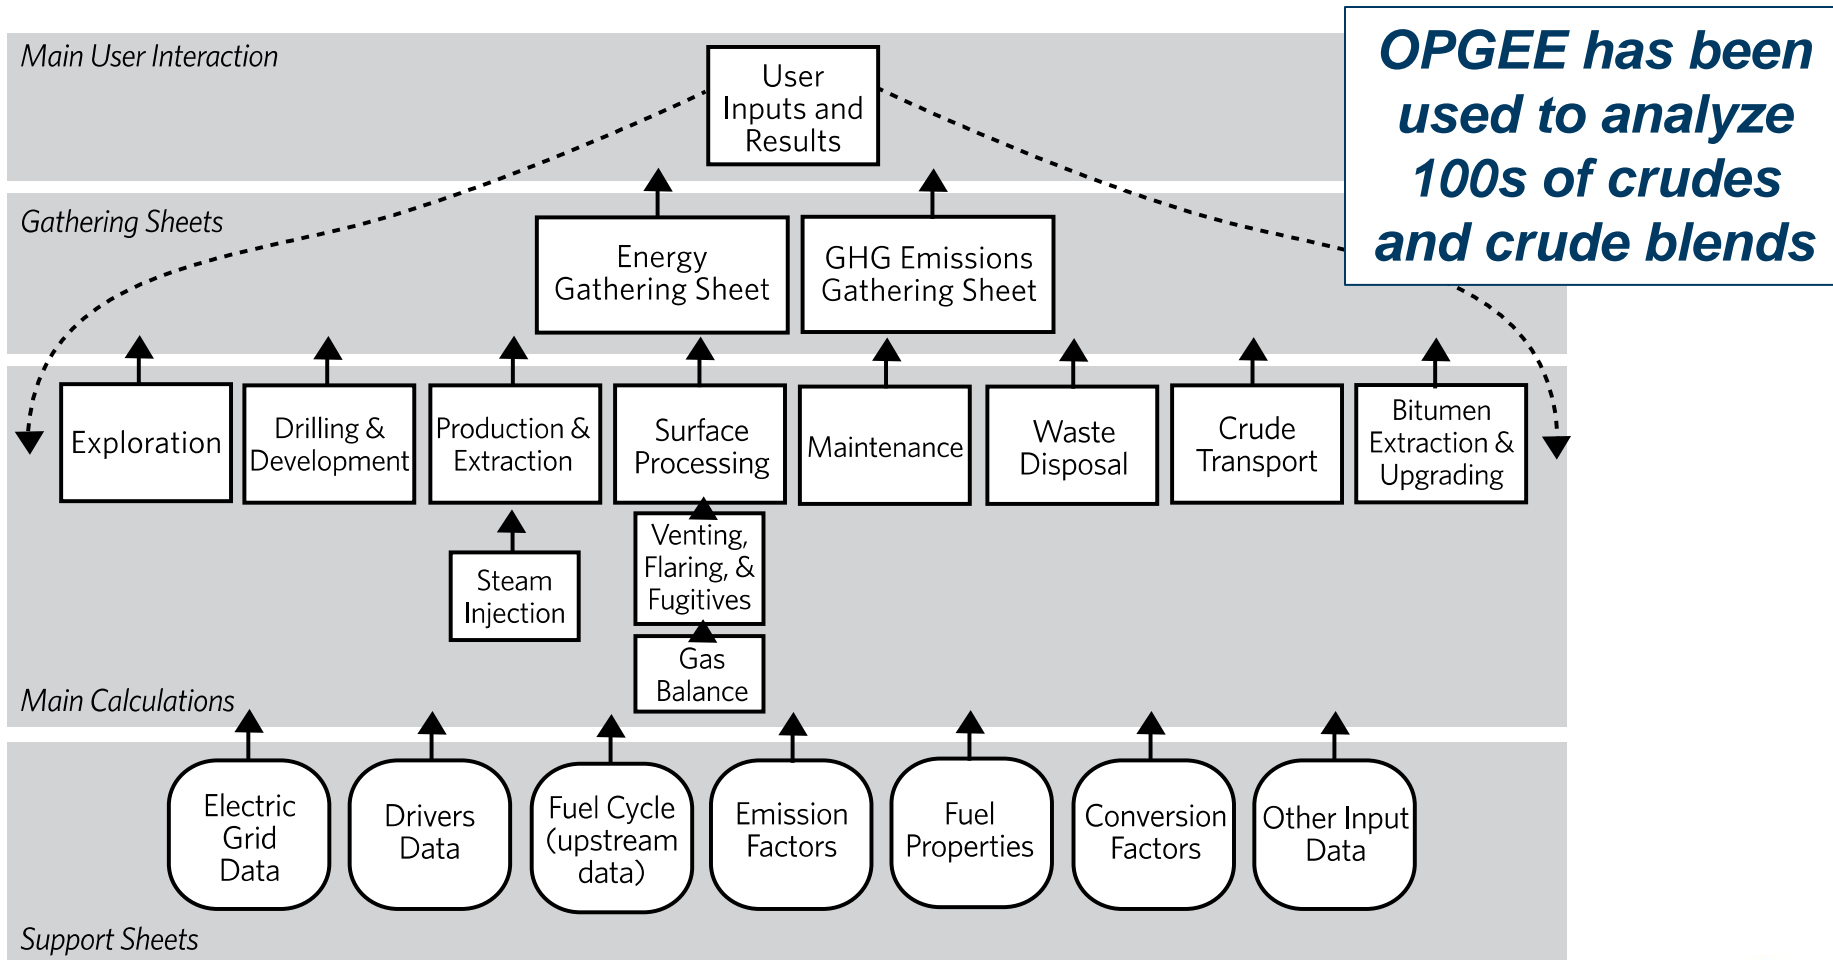 Main User Interaction
User
Inputs and
Results
OPGEE has been
used to analyze
100s of crudes
and crude blends
Gathering Sheets
Energy
Gathering Sheet
GHG Emissions
Gathering Sheet
Exploration
Drilling &
Development
Production &
Extraction
Surface
Processing
Maintenance
Waste
Disposal
Crude
Transport
Bitumen
Extraction &
Upgrading
Steam
Injection
Venting,
Flaring, &
Fugitives
Gas
Balance
Main Calculations
Electric
Grid
Data
Drivers
Data
Fuel Cycle
(upstream
data)
Emission
Factors
Fuel
Properties
Conversion
Factors
Other Input
Data
Support Sheets